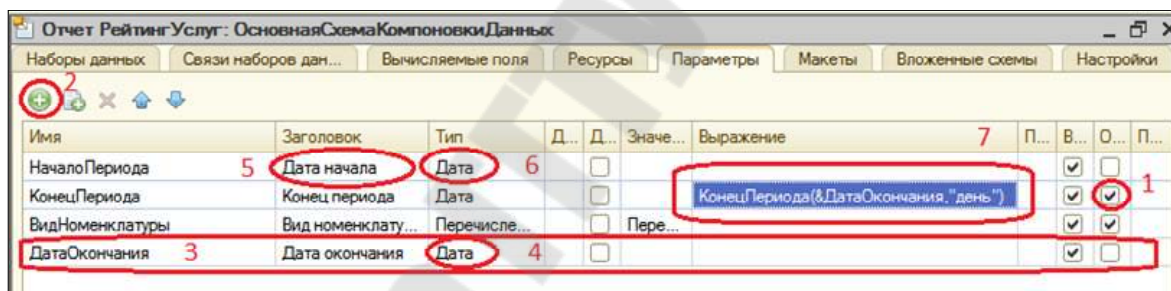 Отчет РейтингУслуг: ОсновнаяСхемаКомпоновкиДанных
Наборы данных Связи наборов дан... Вычисляемые поля Ресурсы Параметры Макеты Вложенные схемы Настройки
2
Имя Заголовок Тип Д... Д... Значе... Выражение 7 П... В... О... П...
НачалоПериода 5 Дата начала Дата 6
КонецПериода Конец периода Дата КонецПериода(&ДатаОкончания,"день") 1
ВидНоменклатуры Вид номенклату... Перечисле... Пере...
ДатаОкончания 3 Дата окончания Дата 4